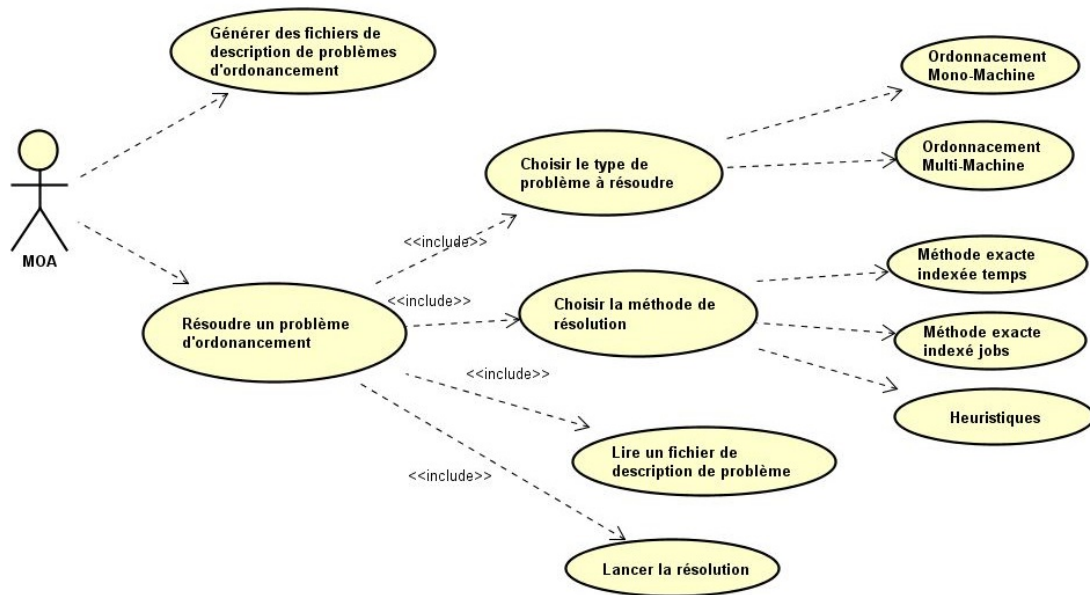 Générer des fichiers de
description de problèmes
d'ordonancement
Ordonnacement
Mono-Machine
Ordonnacement
Multi-Machine
Choisir le type de
problème à résoudre
<<include>>
MOA
Méthode exacte
indexée temps
<<include>>
Choisir la méthode de
résolution
Résoudre un problème
d'ordonancement
Méthode exacte
indexé jobs
<<include>>
Heuristiques
Lire un fichier de
description de problème
<<include>>
Lancer la résolution